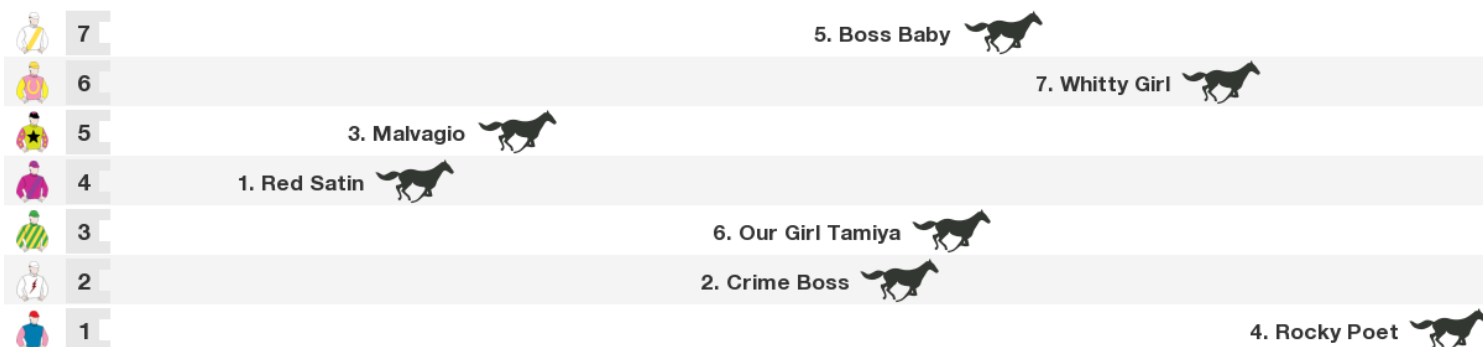 7 5. Boss Baby
6 7. Whitty Girl
5 3. Malvagio
4 1. Red Satin
3 6. Our Girl Tamiya
2 2. Crime Boss
1 4. Rocky Poet